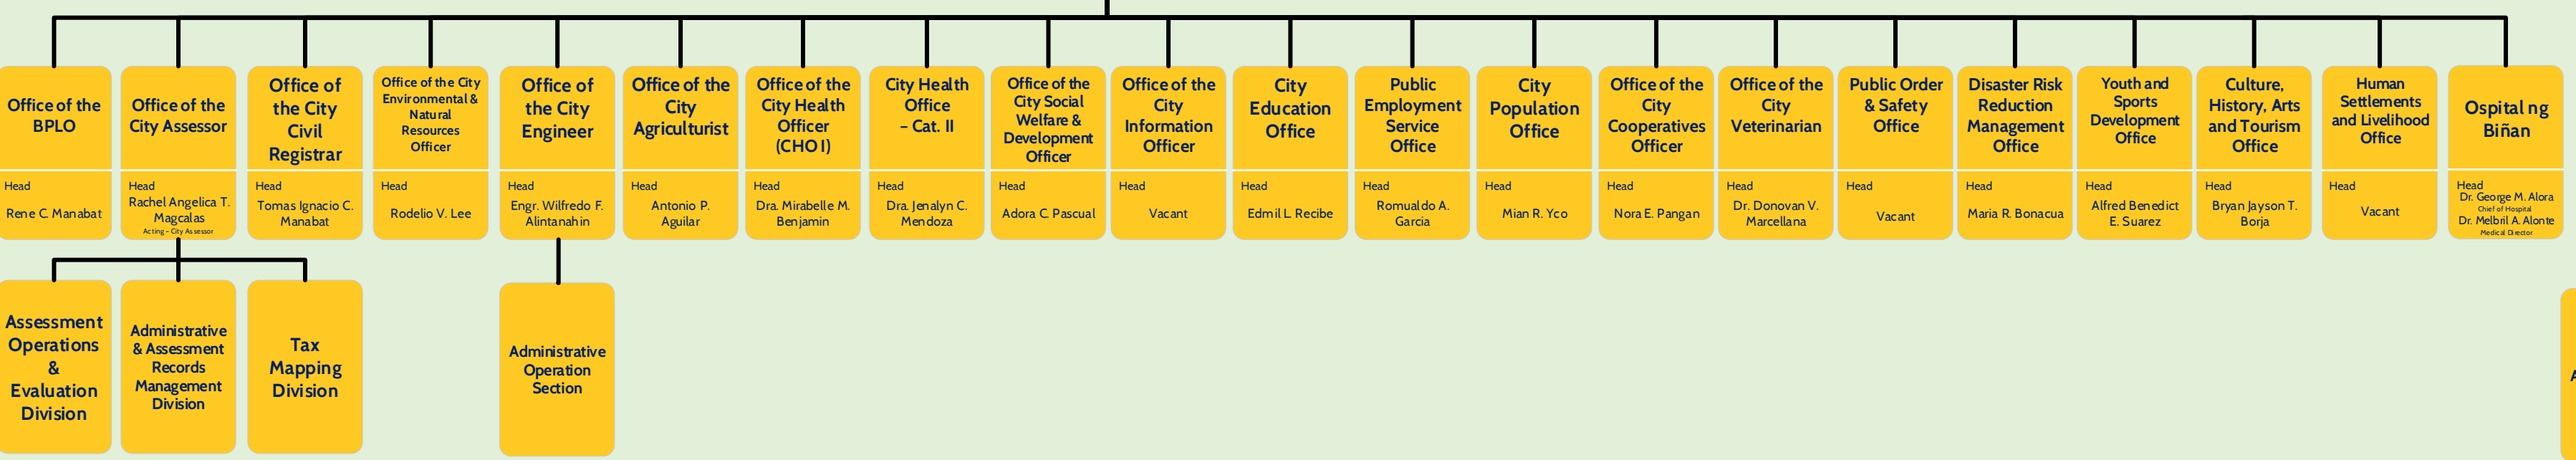 Office of the
BPLO
Head
Rene C. Manabat
Office of the
City Assessor
Head
Rachel Angelica T.
Magcalas
Acting - City Assessor
Office of
the City
Civil
Registrar
Head
Tomas Ignacio C.
Manabat
Office of the City
Environmental &
Natural
Resources
Officer
Head
Rodelio V. Lee
Office of
the City
Engineer
Head
Engr. Wilfredo F.
Alintanahin
Office of the
City
Agriculturist
Head
Antonio P.
Aguilar
Office of the
City Health
Officer
(CHO I)
Head
Dra. Mirabelle M.
Benjamin
City Health
Office
– Cat. II
Head
Dra. Jenalyn C.
Mendoza
Office of the
City Social
Welfare &
Development
Officer
Head
Adora C. Pascual
Office of the
City
Information
Officer
Head
Vacant
City
Education
Office
Head
Edmil L. Recibe
Public
Employment
Service
Office
Head
Romualdo A.
Garcia
City
Population
Office
Head
Mian R. Yco
Office of the
City
Cooperatives
Officer
Head
Nora E. Pangan
Office of the
City
Veterinarian
Head
Dr. Donovan V.
Marcellana
Public Order
& Safety
Office
Head
Vacant
Disaster Risk
Reduction
Management
Office
Head
Maria R. Bonacua
Youth and
Sports
Development
Office
Head
Alfred Benedict
E. Suarez
Culture,
History, Arts
and Tourism
Office
Head
Bryan Jayson T.
Borja
Human
Settlements
and Livelihood
Office
Head
Vacant
Ospital ng
Biñan
Head
Dr. George M. Alora
Chief of Hospital
Dr. Melbril A. Alonte
Medical Director
Assessment
Operations
&
Evaluation
Division
Administrative
& Assessment
Records
Management
Division
Tax
Mapping
Division
Administrative
Operation
Section